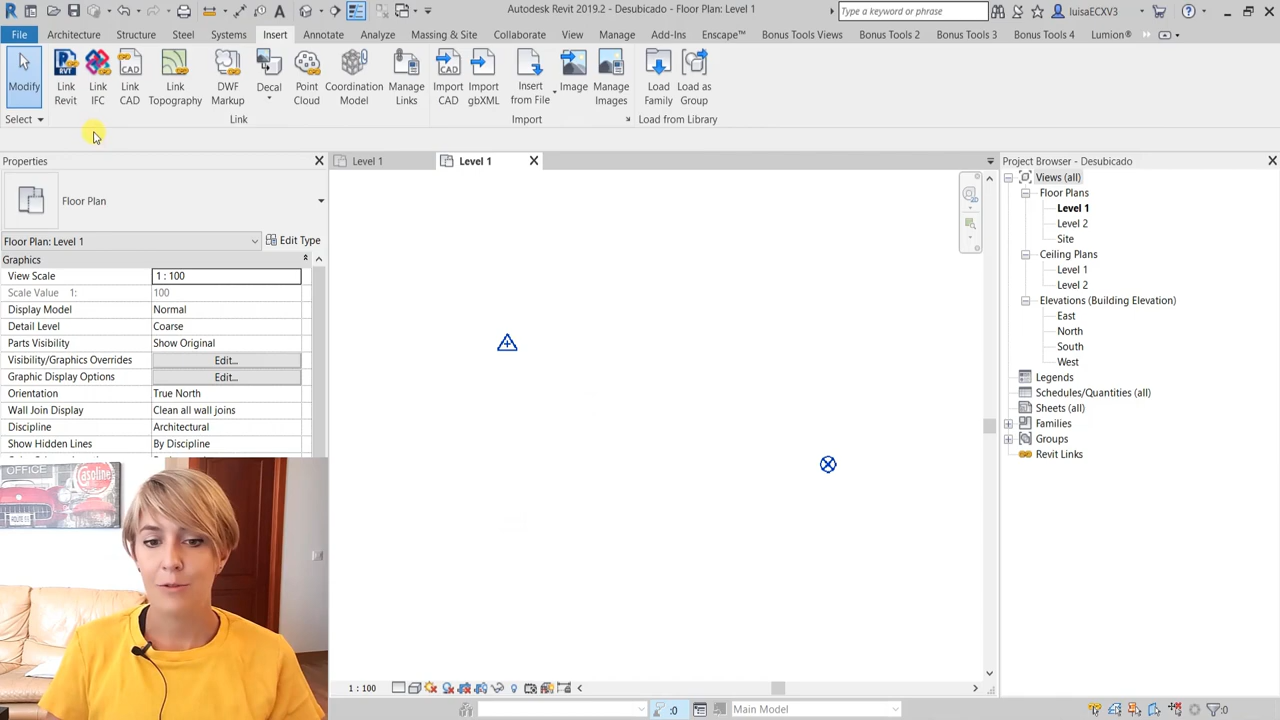 Autodesk Revit 2019.2 - Desubicado - Floor Plan: Level 1
Type a keyword or phrase
luisaECXV3
File Architecture Structure Steel Systems Insert Annotate Analyze Massing & Site Collaborate View Manage Add-Ins Enscape™ Bonus Tools Views Bonus Tools 2 Bonus Tools 3 Bonus Tools 4 Lumion®
Modify
Link Revit
Link IFC
Link CAD
Link Topography
DWF Markup
Decal
Point Cloud
Coordination Model
Manage Links
Import CAD
Import gbXML
Insert from File
Image
Manage Images
Load Family
Load as Group
Select Link Import Load from Library
Properties
Floor Plan
Floor Plan: Level 1 Edit Type
Graphics
View Scale 1 : 100
Scale Value 1: 100
Display Model Normal
Detail Level Coarse
Parts Visibility Show Original
Visibility/Graphics Overrides Edit...
Graphic Display Options Edit...
Orientation True North
Wall Join Display Clean all wall joins
Discipline Architectural
Show Hidden Lines By Discipline
OFFICE
Gasoline
Level 1
Level 1
Project Browser - Desubicado
Views (all)
Floor Plans
Level 1
Level 2
Site
Ceiling Plans
Level 1
Level 2
Elevations (Building Elevation)
East
North
South
West
Legends
Schedules/Quantities (all)
Sheets (all)
Families
Groups
Revit Links
1 : 100
:0
Main Model
:0